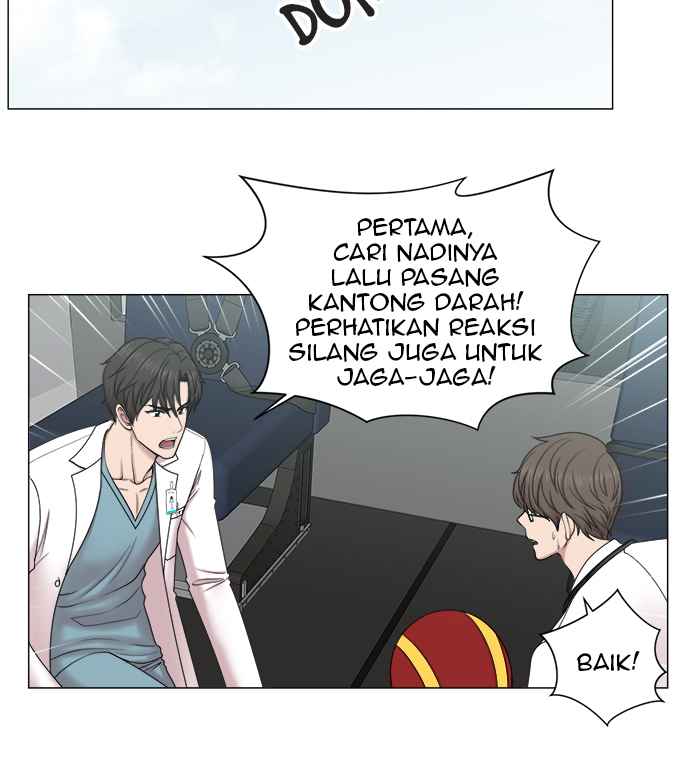 PERTAMA,
CARI NADINYA
LALU PASANG
KANTONG DARAH!
PERHATIKAN REAKSI
SILANG JUGA UNTUK
JAGA-JAGA!
BAIK!